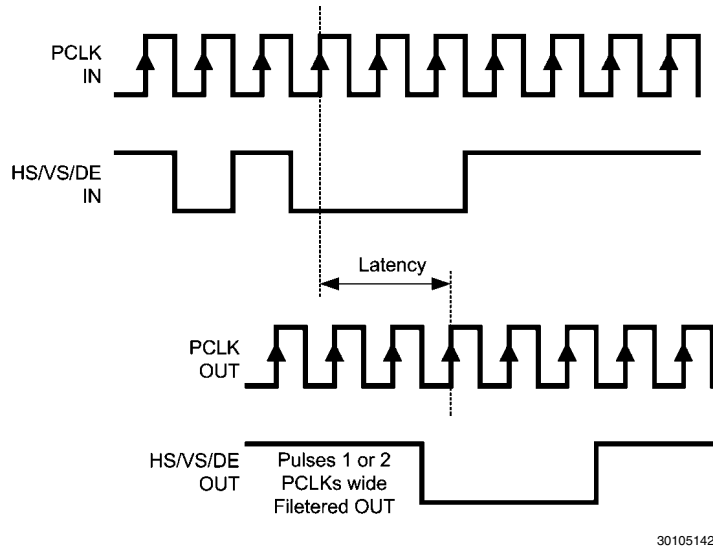 PCLK
IN
HS/VS/DE
IN
Latency
PCLK
OUT
HS/VS/DE
OUT
Pulses 1 or 2
PCLKs wide
Filetered OUT
30105142